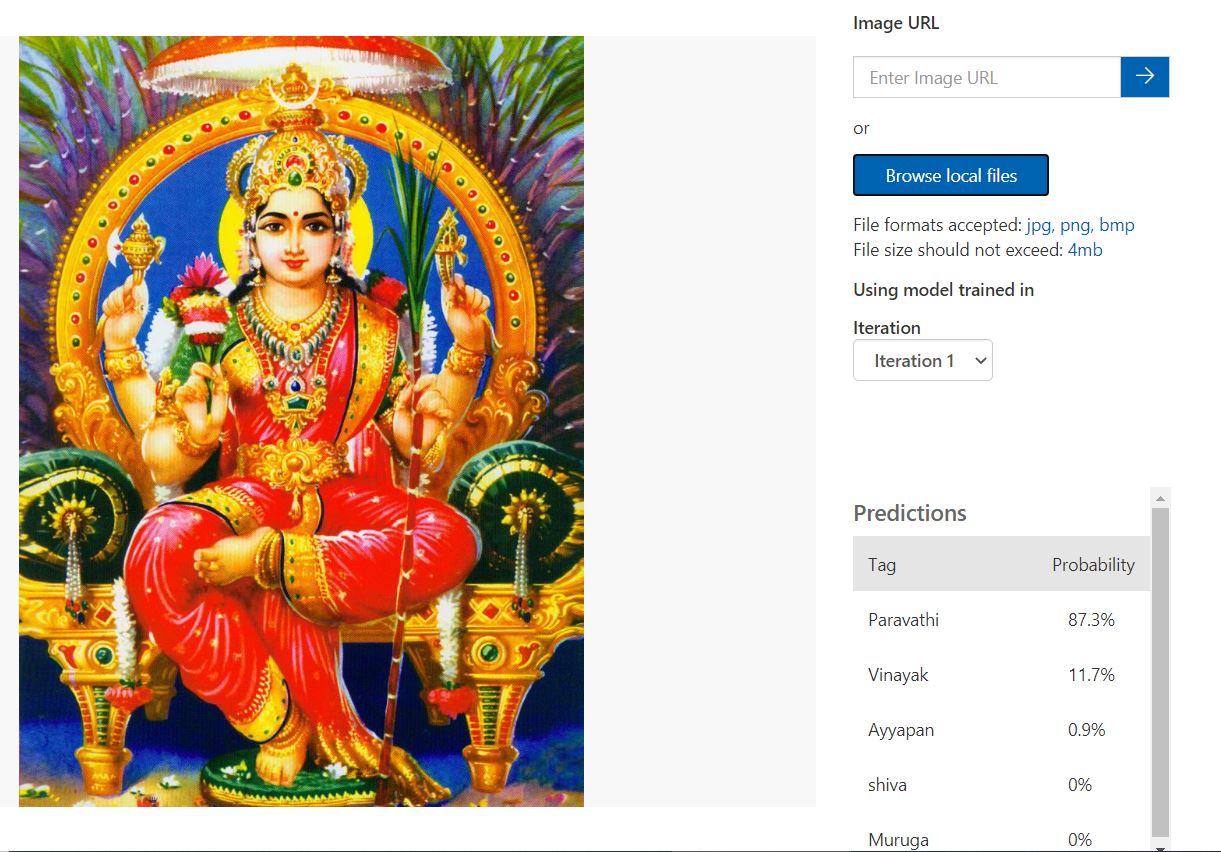 Image URL
Enter Image URL
or
Browse local files
File formats accepted: jpg, png, bmp
File size should not exceed: 4mb
Using model trained in
Iteration
Iteration 1
Predictions
Tag Probability
Paravathi 87.3%
Vinayak 11.7%
Ayyapan 0.9%
shiva 0%
Muruga 0%